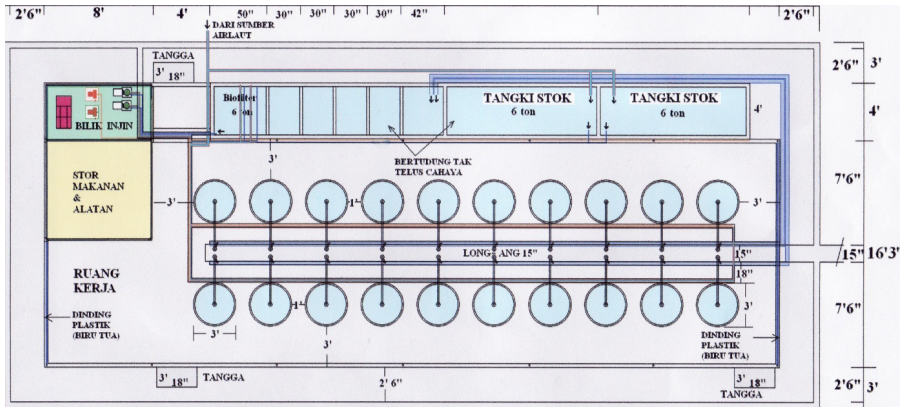 2'6"
8'
4'
50"
30"
30"
30"
30"
42"
2'6"
DARI SUMBER
AIRLAUT
TANGGA
3'
18"
2'6"
3'
Biofilter
6 ton
TANGKI STOK
6 ton
TANGKI STOK
6 ton
4'
4'
BILIK INJIN
BERTUDUNG TAK
TELUS CAHAYA
STOR
MAKANAN
&
ALATAN
3'
3'
1'
3'
7'6"
LONGKANG 15"
15"
18"
15"
16'3"
RUANG
KERJA
1'
3'
3'
3'
7'6"
DINDING
PLASTIK
(BIRU TUA)
DINDING
PLASTIK
(BIRU TUA)
3'
18"
TANGGA
2'6"
3'
18"
TANGGA
2'6"
3'